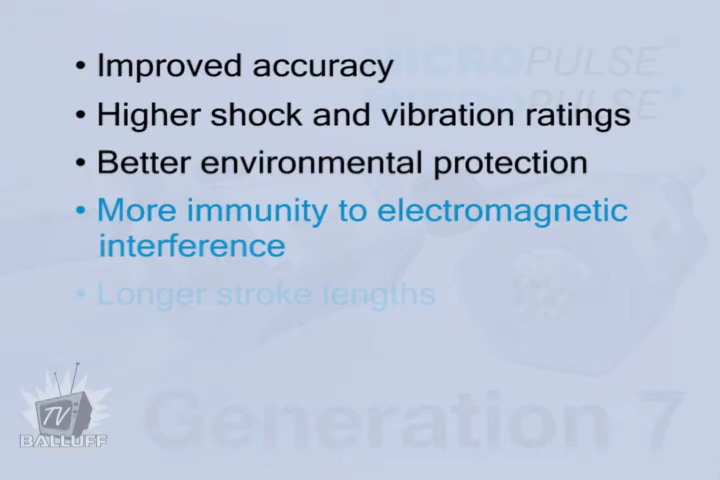 MICROPULSE
MICROPULSE+
• Improved accuracy
• Higher shock and vibration ratings
• Better environmental protection
• More immunity to electromagnetic
interference
• Longer stroke lengths
Generation 7
TV
BALLUFF